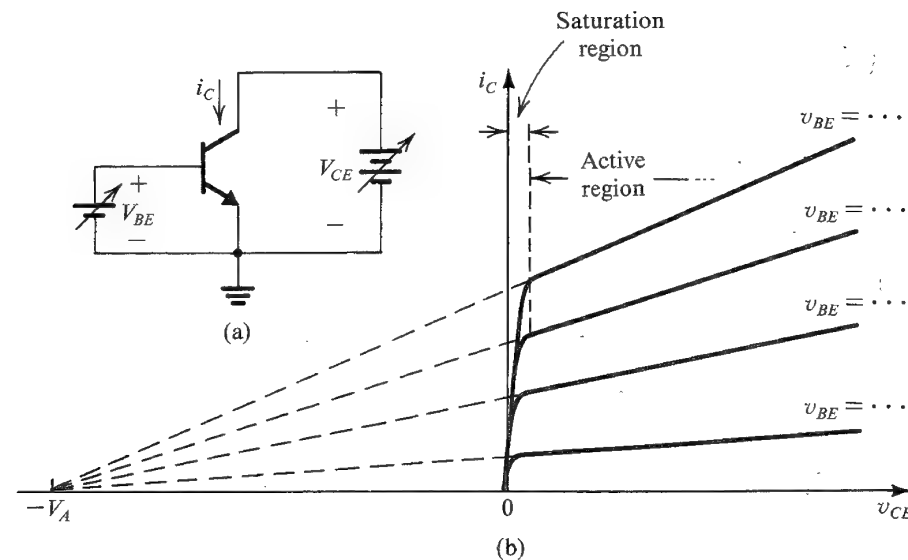 Saturation
region
i_C
i_C
v_BE = ···
+
+
Active
region
V_CE
v_BE = ···
V_BE
−
−
v_BE = ···
(a)
v_BE = ···
−V_A
0
v_CE
(b)